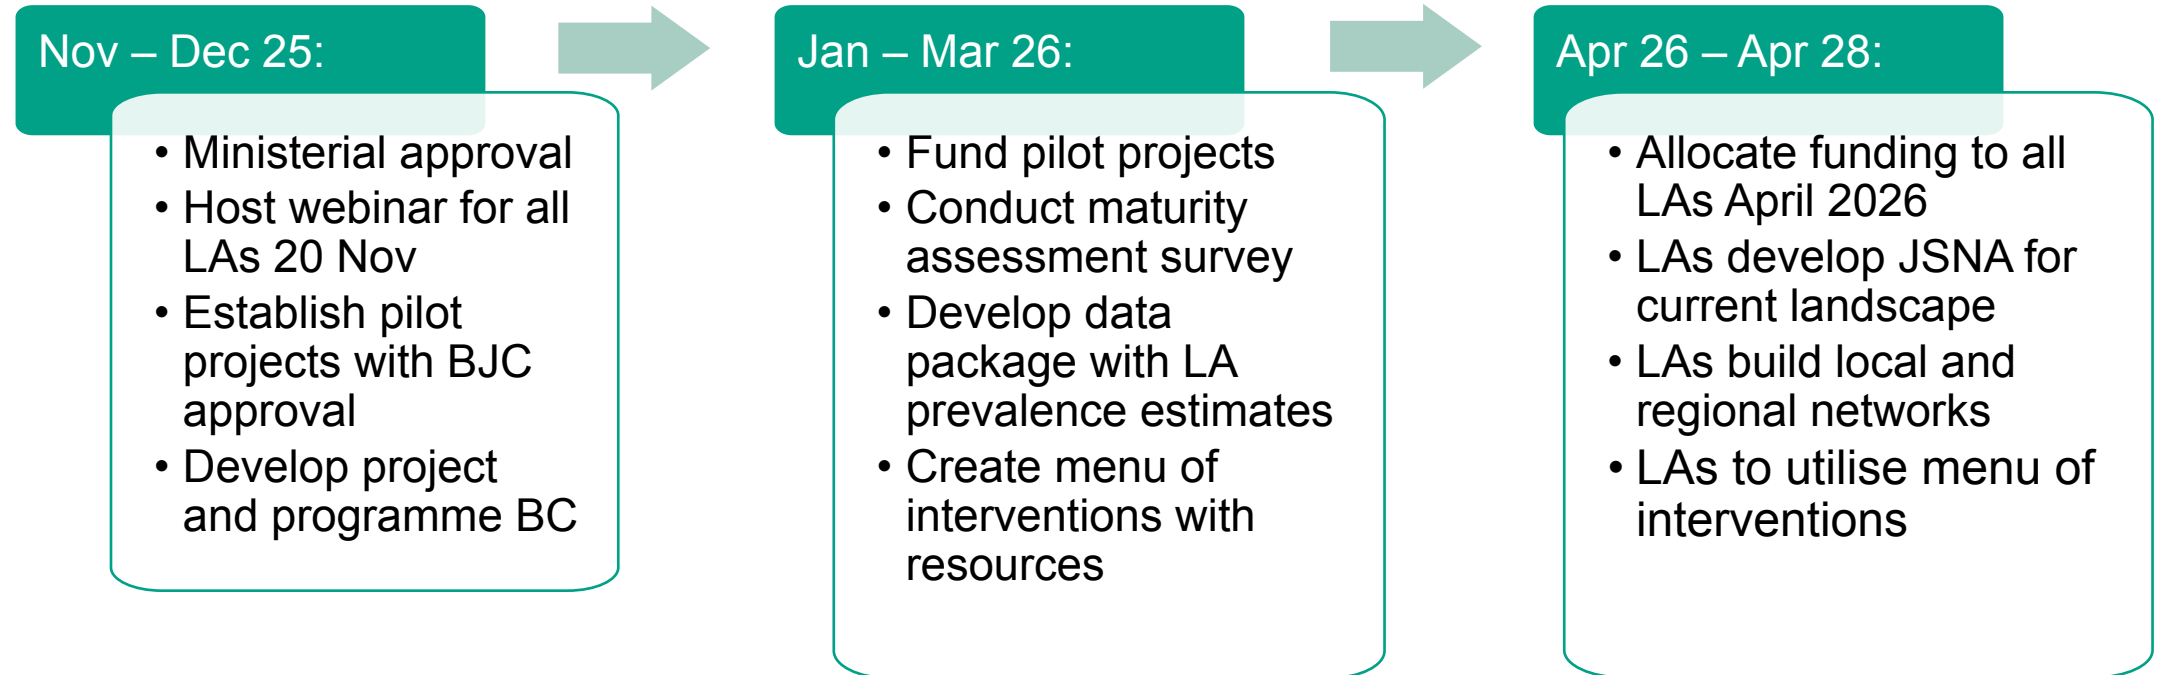 Nov – Dec 25:
• Ministerial approval
• Host webinar for all
LAs 20 Nov
• Establish pilot
projects with BJC
approval
• Develop project
and programme BC
Jan – Mar 26:
• Fund pilot projects
• Conduct maturity
assessment survey
• Develop data
package with LA
prevalence estimates
• Create menu of
interventions with
resources
Apr 26 – Apr 28:
• Allocate funding to all
LAs April 2026
• LAs develop JSNA for
current landscape
• LAs build local and
regional networks
• LAs to utilise menu of
interventions